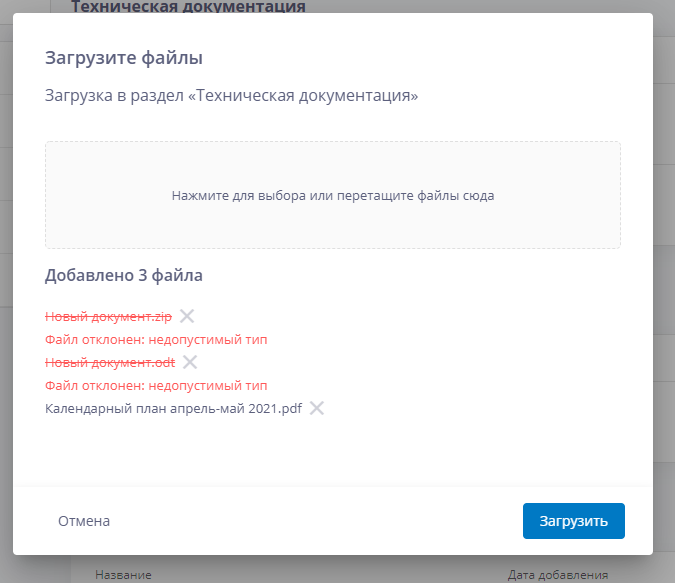 Техническая документация
Загрузите файлы
Загрузка в раздел «Техническая документация»
Нажмите для выбора или перетащите файлы сюда
Добавлено 3 файла
Новый документ.zip
Файл отклонен: недопустимый тип
Новый документ.odt
Файл отклонен: недопустимый тип
Календарный план апрель-май 2021.pdf
Отмена
Загрузить
Название
Дата добавления